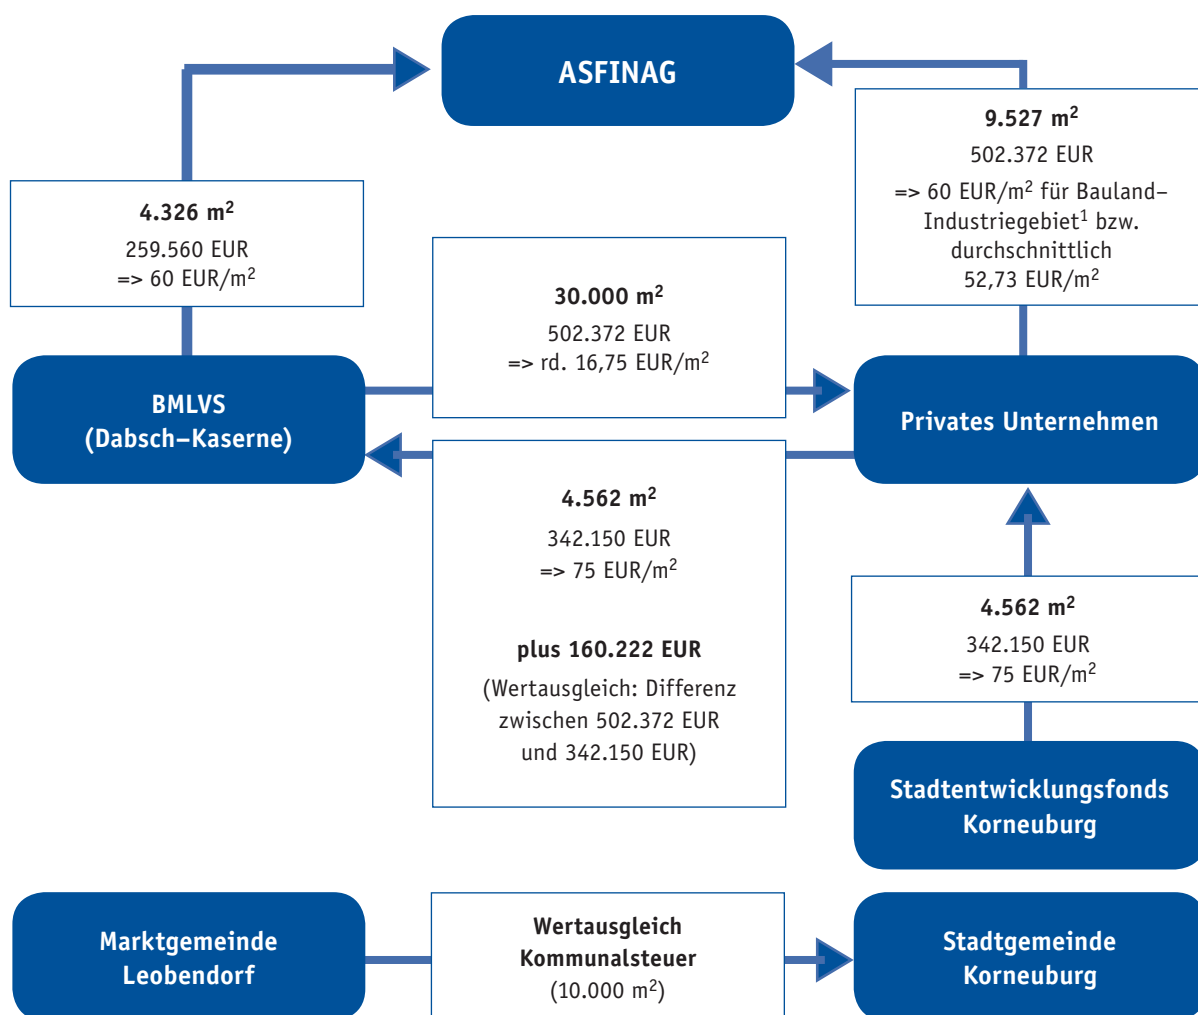 ASFINAG
9.527 m²
502.372 EUR
=> 60 EUR/m² für Bauland–
Industriegebiet¹ bzw.
durchschnittlich
52,73 EUR/m²
4.326 m²
259.560 EUR
=> 60 EUR/m²
30.000 m²
502.372 EUR
=> rd. 16,75 EUR/m²
BMLVS
(Dabsch–Kaserne)
Privates Unternehmen
4.562 m²
342.150 EUR
=> 75 EUR/m²
plus 160.222 EUR
(Wertausgleich: Differenz
zwischen 502.372 EUR
und 342.150 EUR)
4.562 m²
342.150 EUR
=> 75 EUR/m²
Stadtentwicklungsfonds
Korneuburg
Marktgemeinde
Leobendorf
Wertausgleich
Kommunalsteuer
(10.000 m²)
Stadtgemeinde
Korneuburg